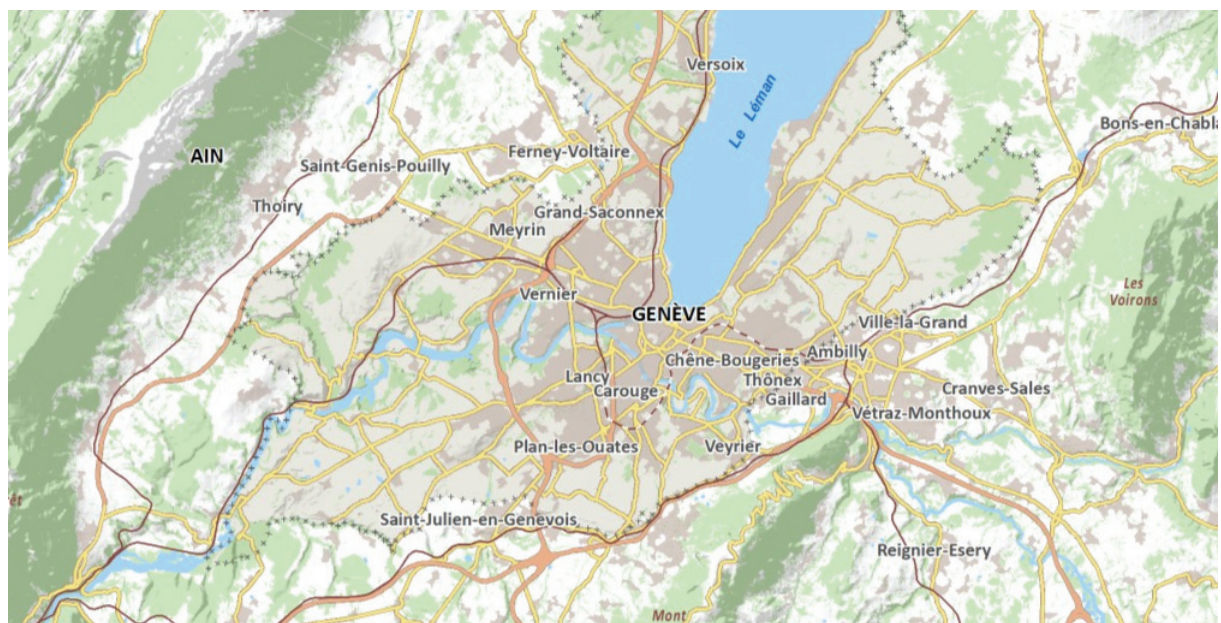 Versoix
Le Léman
Bons-en-Chabla
AIN
Ferney-Voltaire
Saint-Genis-Pouilly
Thoiry
Grand-Saconnex
Meyrin
Les
Voirons
Vernier
GENÈVE
Ville-la-Grand
Ambilly
Chêne-Bougeries
Lancy
Carouge
Thônex
Gaillard
Cranves-Sales
Vétraz-Monthoux
Plan-les-Ouates
Veyrier
Saint-Julien-en-Genevois
Reignier-Esery
Mont